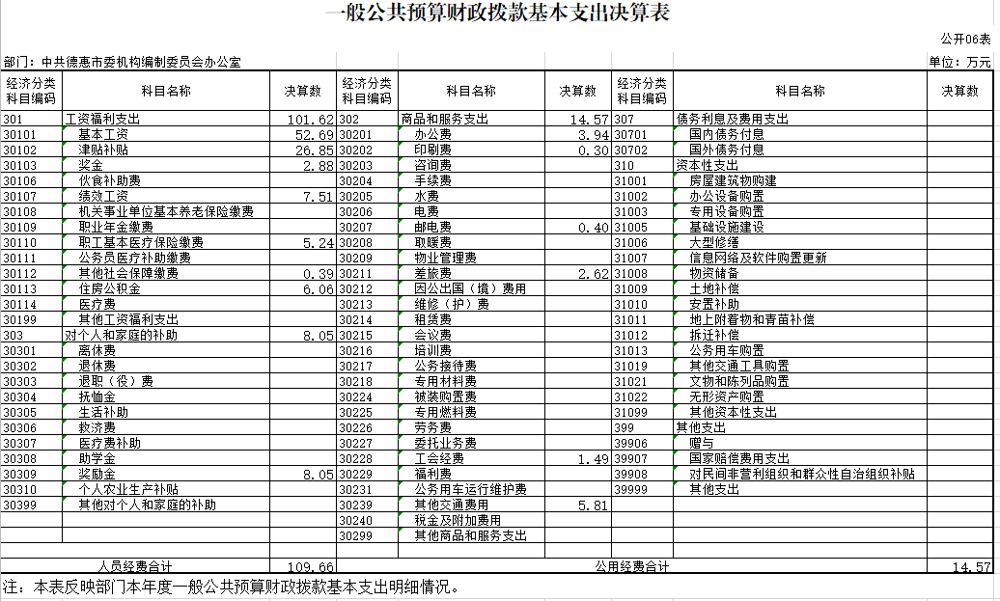 一般公共预算财政拨款基本支出决算表
公开06表
部门：中共德惠市委机构编制委员会办公室 单位：万元
经济分类科目编码 科目名称 决算数 经济分类科目编码 科目名称 决算数 经济分类科目编码 科目名称 决算数
301 工资福利支出 101.62 302 商品和服务支出 14.57 307 债务利息及费用支出
30101 基本工资 52.69 30201 办公费 3.94 30701 国内债务付息
30102 津贴补贴 26.85 30202 印刷费 0.30 30702 国外债务付息
30103 奖金 2.88 30203 咨询费 310 资本性支出
30106 伙食补助费 30204 手续费 31001 房屋建筑物购建
30107 绩效工资 7.51 30205 水费 31002 办公设备购置
30108 机关事业单位基本养老保险缴费 30206 电费 31003 专用设备购置
30109 职业年金缴费 30207 邮电费 0.40 31005 基础设施建设
30110 职工基本医疗保险缴费 5.24 30208 取暖费 31006 大型修缮
30111 公务员医疗补助缴费 30209 物业管理费 31007 信息网络及软件购置更新
30112 其他社会保障缴费 0.39 30211 差旅费 2.62 31008 物资储备
30113 住房公积金 6.06 30212 因公出国（境）费用 31009 土地补偿
30114 医疗费 30213 维修（护）费 31010 安置补助
30199 其他工资福利支出 30214 租赁费 31011 地上附着物和青苗补偿
303 对个人和家庭的补助 8.05 30215 会议费 31012 拆迁补偿
30301 离休费 30216 培训费 31013 公务用车购置
30302 退休费 30217 公务接待费 31019 其他交通工具购置
30303 退职（役）费 30218 专用材料费 31021 文物和陈列品购置
30304 抚恤金 30224 被装购置费 31022 无形资产购置
30305 生活补助 30225 专用燃料费 31099 其他资本性支出
30306 救济费 30226 劳务费 399 其他支出
30307 医疗费补助 30227 委托业务费 39906 赠与
30308 助学金 30228 工会经费 1.49 39907 国家赔偿费用支出
30309 奖励金 8.05 30229 福利费 39908 对民间非营利组织和群众性自治组织补贴
30310 个人农业生产补贴 30231 公务用车运行维护费 39999 其他支出
30399 其他对个人和家庭的补助 30239 其他交通费用 5.81
30240 税金及附加费用
30299 其他商品和服务支出
人员经费合计 109.66 公用经费合计 14.57
注：本表反映部门本年度一般公共预算财政拨款基本支出明细情况。